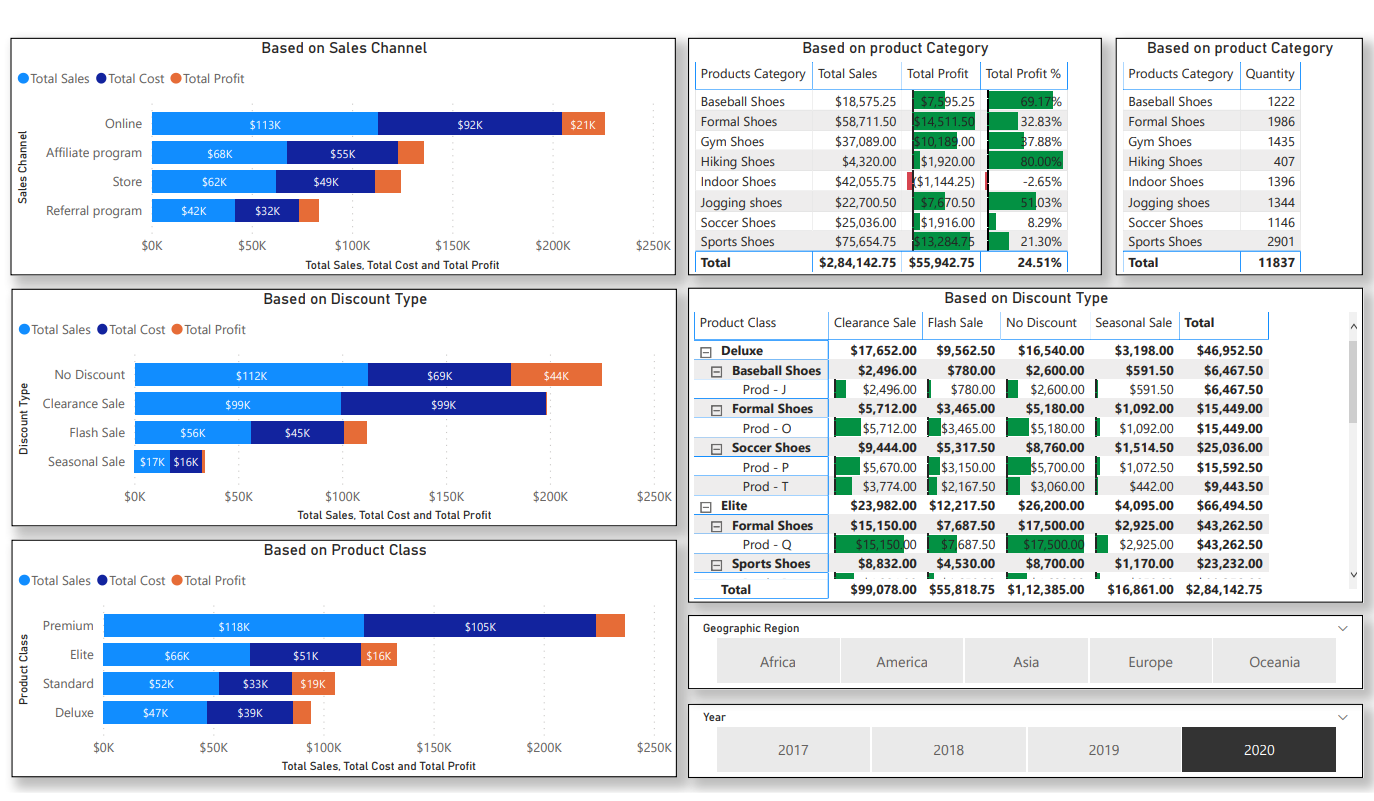 Based on Sales Channel
Total Sales Total Cost Total Profit
Sales Channel
Online $113K $92K $21K
Affiliate program $68K $55K
Store $62K $49K
Referral program $42K $32K
$0K $50K $100K $150K $200K $250K
Total Sales, Total Cost and Total Profit
Based on product Category
Products Category Total Sales Total Profit Total Profit %
Baseball Shoes $18,575.25 $7,595.25 69.17%
Formal Shoes $58,711.50 $14,511.50 32.83%
Gym Shoes $37,089.00 $10,189.00 37.88%
Hiking Shoes $4,320.00 $1,920.00 80.00%
Indoor Shoes $42,055.75 ($1,144.25) -2.65%
Jogging shoes $22,700.50 $7,670.50 51.03%
Soccer Shoes $25,036.00 $1,916.00 8.29%
Sports Shoes $75,654.75 $13,284.75 21.30%
Total $2,84,142.75 $55,942.75 24.51%
Based on product Category
Products Category Quantity
Baseball Shoes 1222
Formal Shoes 1986
Gym Shoes 1435
Hiking Shoes 407
Indoor Shoes 1396
Jogging shoes 1344
Soccer Shoes 1146
Sports Shoes 2901
Total 11837
Based on Discount Type
Total Sales Total Cost Total Profit
Discount Type
No Discount $112K $69K $44K
Clearance Sale $99K $99K
Flash Sale $56K $45K
Seasonal Sale $17K $16K
$0K $50K $100K $150K $200K $250K
Total Sales, Total Cost and Total Profit
Based on Discount Type
Product Class Clearance Sale Flash Sale No Discount Seasonal Sale Total
Deluxe $17,652.00 $9,562.50 $16,540.00 $3,198.00 $46,952.50
Baseball Shoes $2,496.00 $780.00 $2,600.00 $591.50 $6,467.50
Prod - J $2,496.00 $780.00 $2,600.00 $591.50 $6,467.50
Formal Shoes $5,712.00 $3,465.00 $5,180.00 $1,092.00 $15,449.00
Prod - O $5,712.00 $3,465.00 $5,180.00 $1,092.00 $15,449.00
Soccer Shoes $9,444.00 $5,317.50 $8,760.00 $1,514.50 $25,036.00
Prod - P $5,670.00 $3,150.00 $5,700.00 $1,072.50 $15,592.50
Prod - T $3,774.00 $2,167.50 $3,060.00 $442.00 $9,443.50
Elite $23,982.00 $12,217.50 $26,200.00 $4,095.00 $66,494.50
Formal Shoes $15,150.00 $7,687.50 $17,500.00 $2,925.00 $43,262.50
Prod - Q $15,150.00 $7,687.50 $17,500.00 $2,925.00 $43,262.50
Sports Shoes $8,832.00 $4,530.00 $8,700.00 $1,170.00 $23,232.00
Total $99,078.00 $55,818.75 $1,12,385.00 $16,861.00 $2,84,142.75
Based on Product Class
Total Sales Total Cost Total Profit
Product Class
Premium $118K $105K
Elite $66K $51K $16K
Standard $52K $33K $19K
Deluxe $47K $39K
$0K $50K $100K $150K $200K $250K
Total Sales, Total Cost and Total Profit
Geographic Region
Africa America Asia Europe Oceania
Year
2017 2018 2019 2020